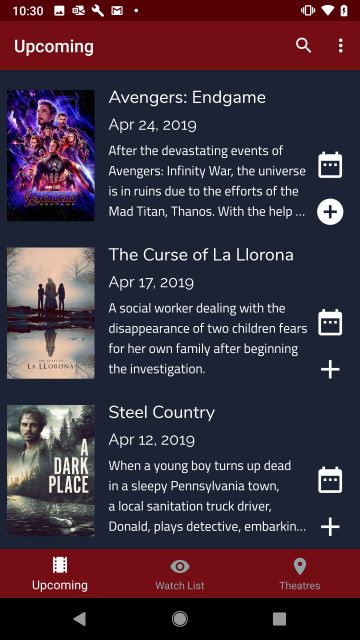 10:30
Upcoming
Avengers: Endgame
Apr 24, 2019
After the devastating events of
Avengers: Infinity War, the universe
is in ruins due to the efforts of the
Mad Titan, Thanos. With the help ...
The Curse of La Llorona
Apr 17, 2019
A social worker dealing with the
disappearance of two children fears
for her own family after beginning
the investigation.
LA LLORONA
Steel Country
Apr 12, 2019
When a young boy turns up dead
in a sleepy Pennsylvania town,
a local sanitation truck driver,
Donald, plays detective, embarkin...
A
DARK
PLACE
Upcoming
Watch List
Theatres